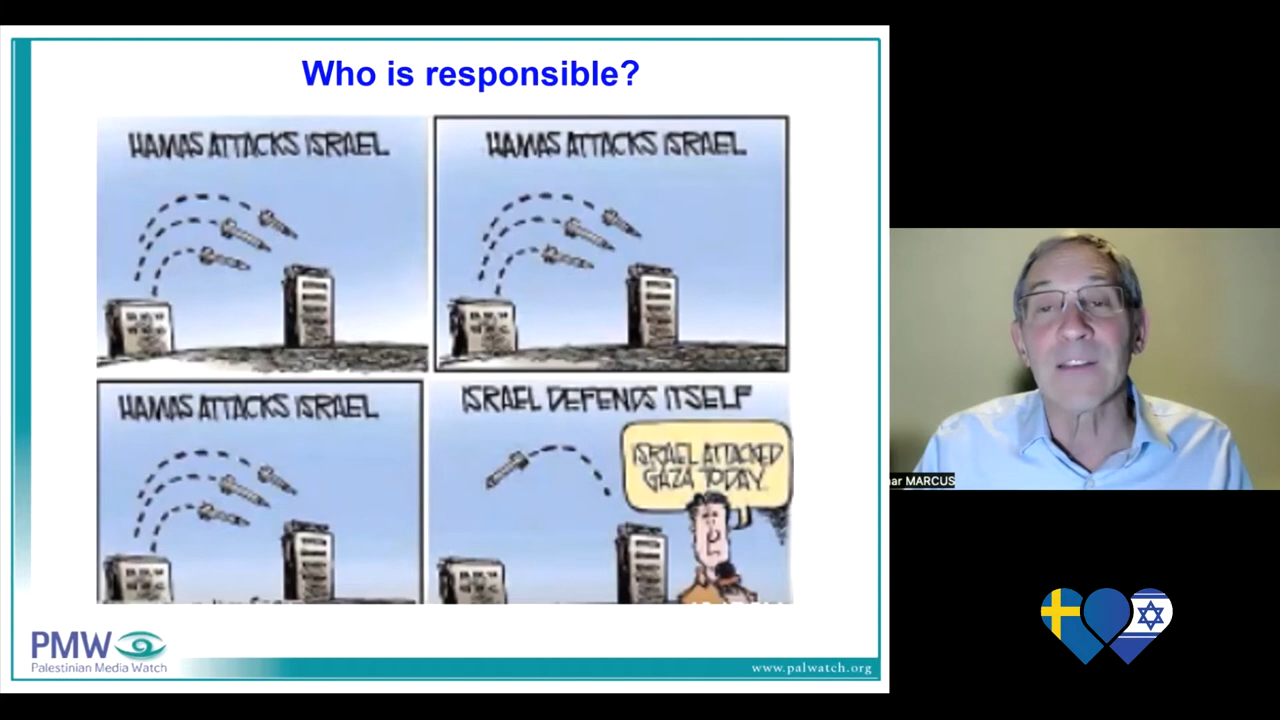 Who is responsible?
HAMAS ATTACKS ISRAEL
HAMAS ATTACKS ISRAEL
HAMAS ATTACKS ISRAEL
ISRAEL DEFENDS ITSELF
ISRAEL ATTACKED
GAZA TODAY.
ar MARCUS
PMW
Palestinian Media Watch
www.palwatch.org